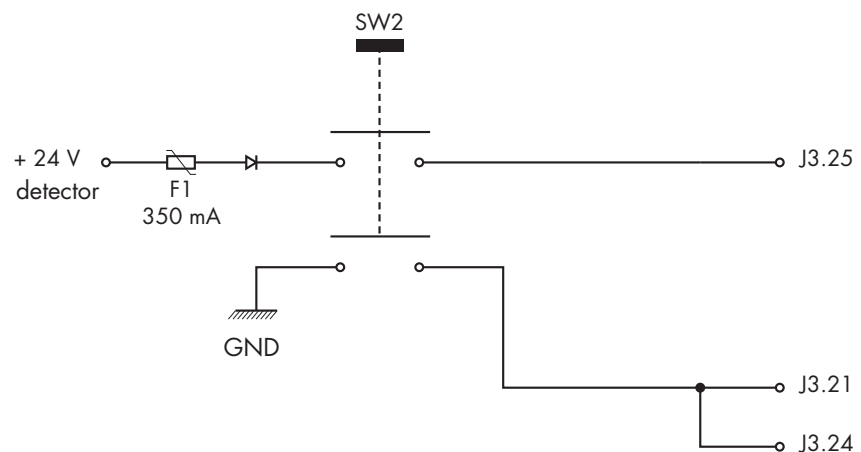 SW2
+ 24 V
detector
F1
350 mA
J3.25
GND
J3.21
J3.24